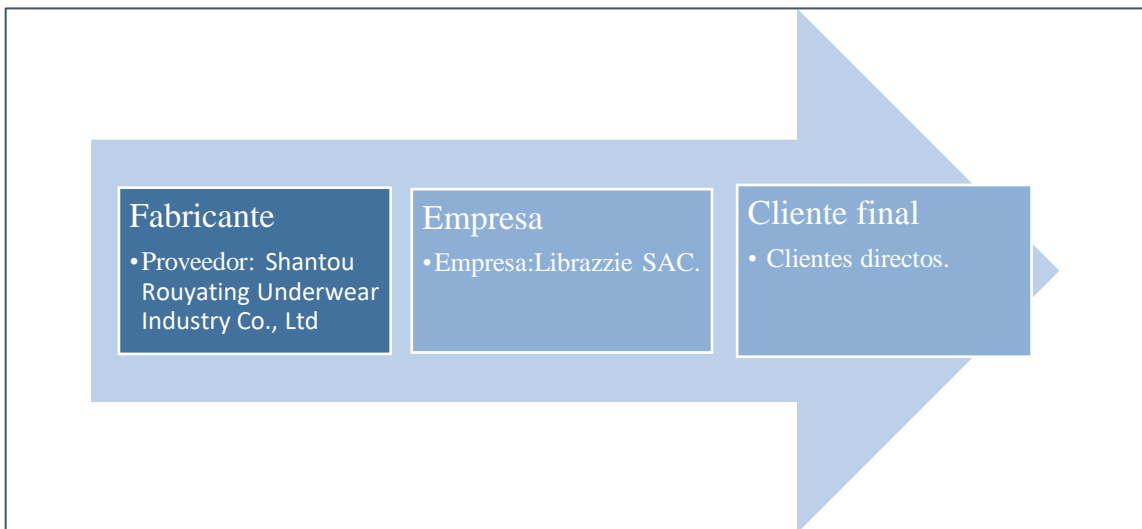 Fabricante
•Proveedor: Shantou
Rouyating Underwear
Industry Co., Ltd
Empresa
•Empresa:Librazzie SAC.
Cliente final
• Clientes directos.